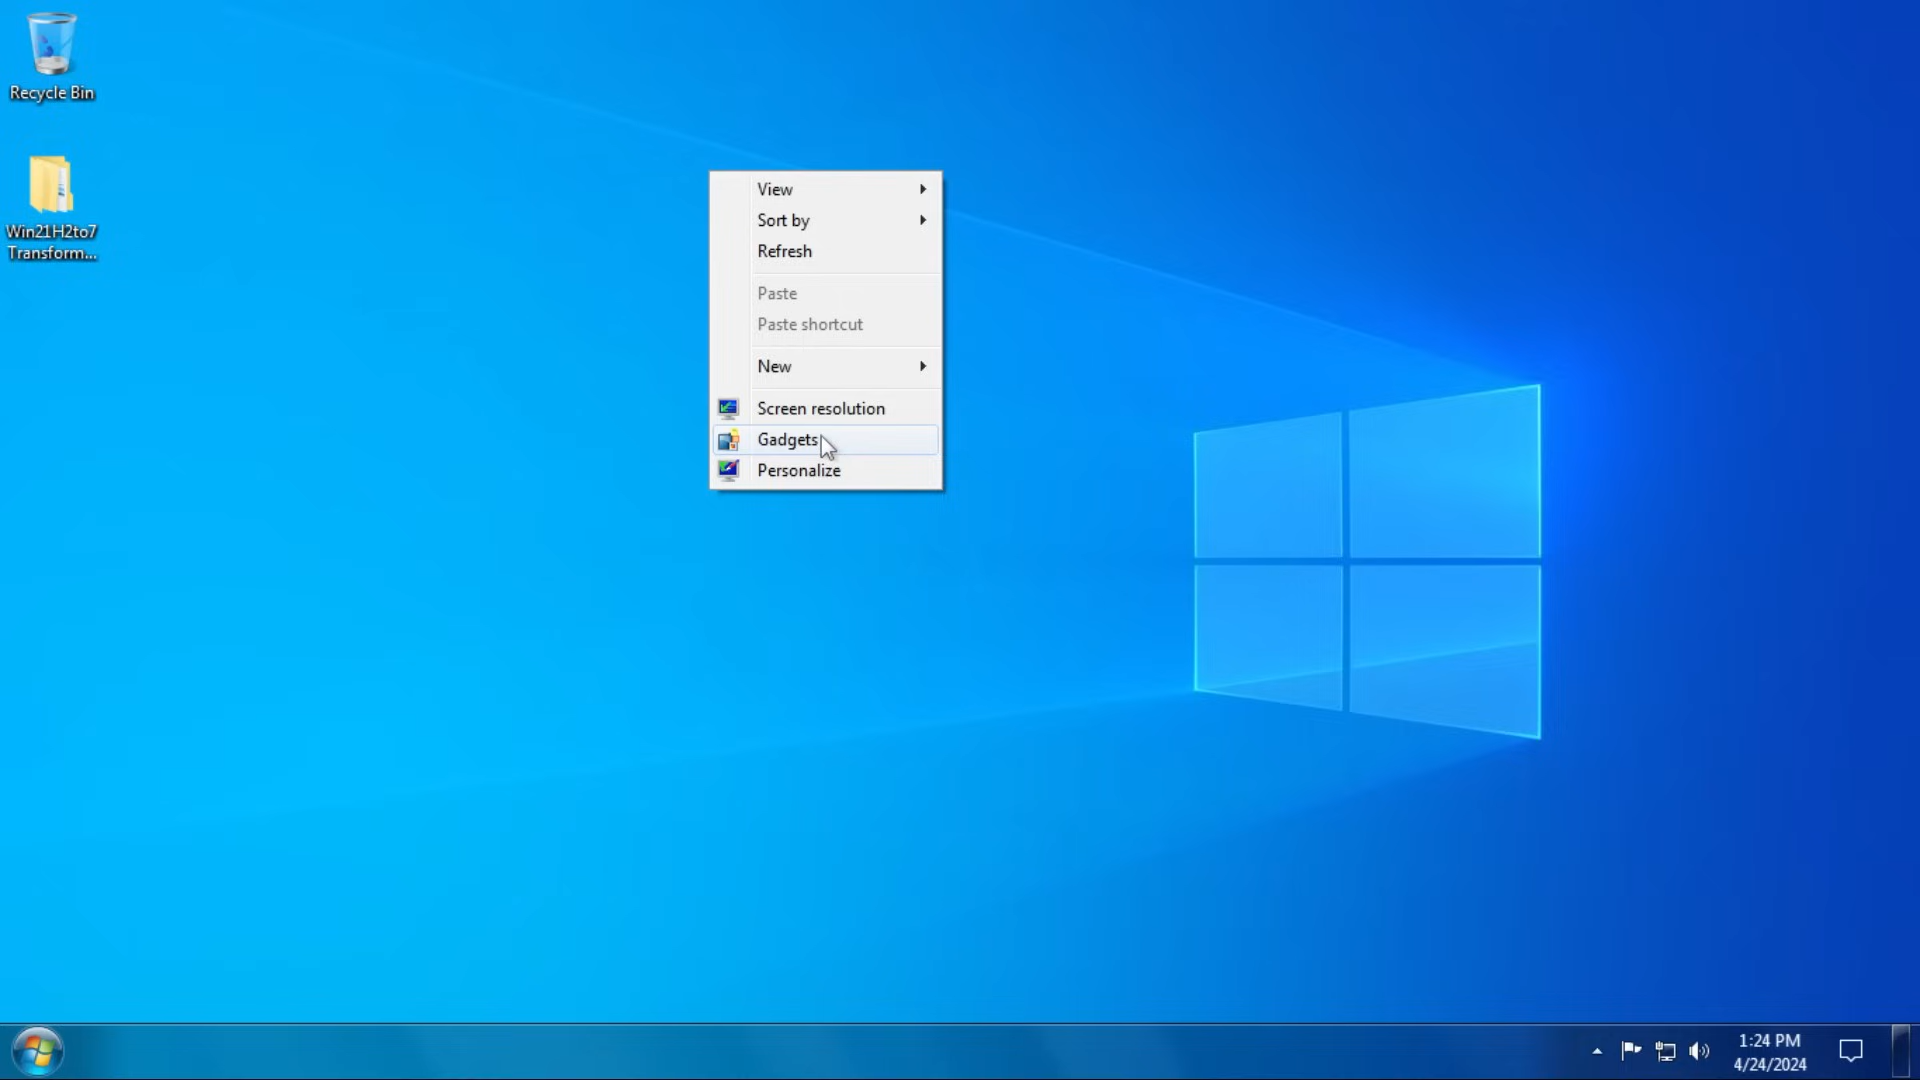 Recycle Bin
Win21H2to7
Transform...
View
Sort by
Refresh
Paste
Paste shortcut
New
Screen resolution
Gadgets
Personalize
1:24 PM
4/24/2024